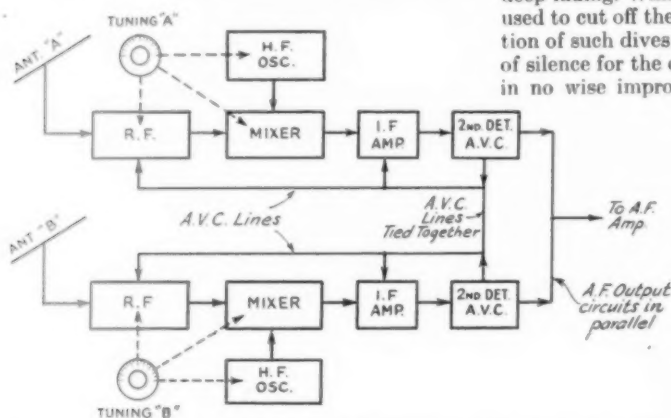 deep fading.
used to cut off the
tion of such dives
of silence for the
in no wise impro
TUNING "A"
ANT. "A"
H.F.
OSC.
R.F.
MIXER
I.F
AMP.
2ND. DET.
A.V.C.
A.V.C. Lines
A.V.C.
Lines
Tied Together
To A.F.
Amp.
ANT. "B"
R.F.
MIXER
I.F
AMP.
2ND DET.
A.V.C.
A.F. Output
circuits in
parallel
H.F.
OSC.
TUNING "B"